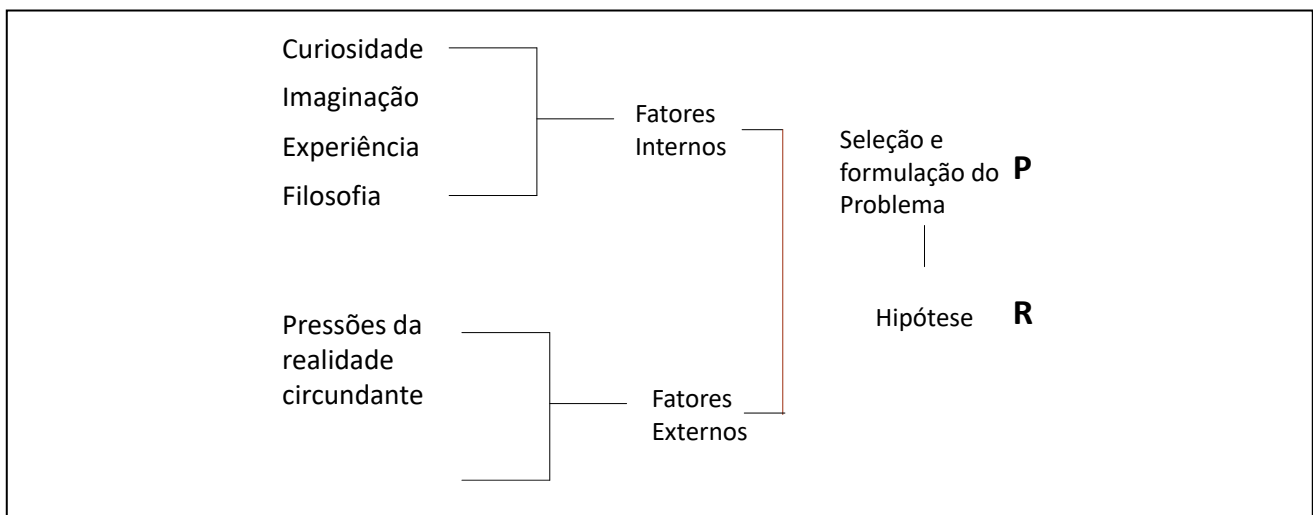 Curiosidade
Imaginação
Experiência
Filosofia
Fatores
Internos
Pressões da
realidade
circundante
Fatores
Externos
Seleção e
formulação do P
Problema
Hipótese R